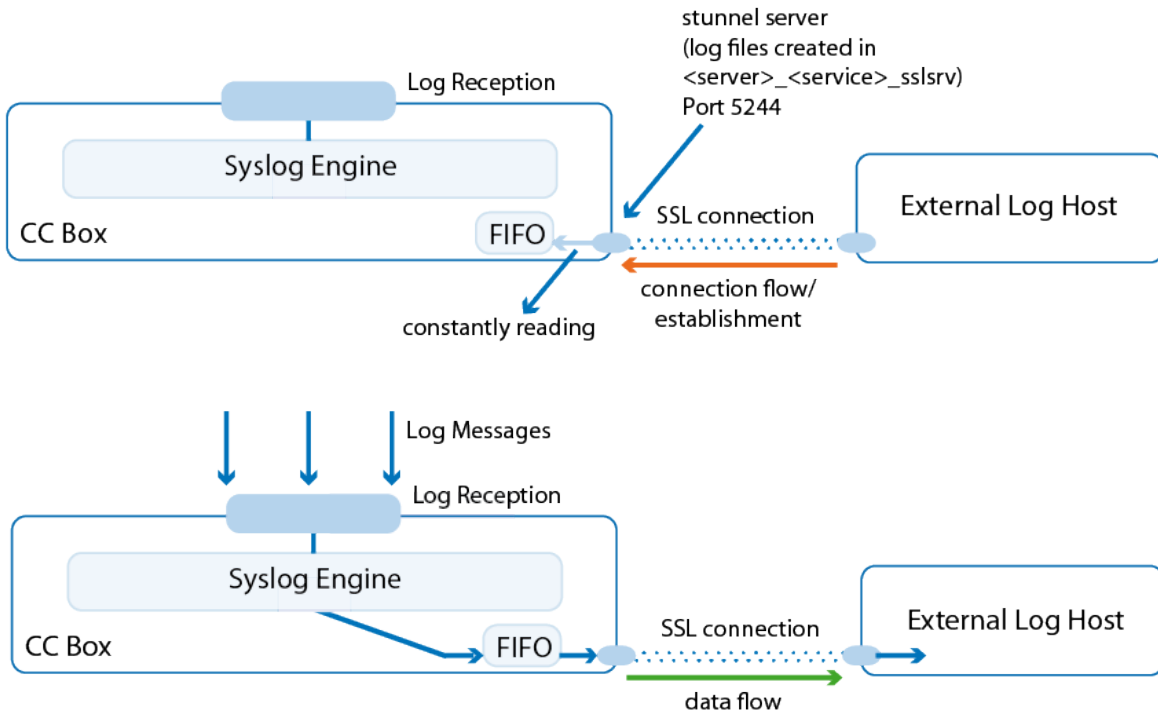 stunnel server
(log files created in
<server>_<service>_sslsrv)
Port 5244
Log Reception
Syslog Engine
CC Box
FIFO
SSL connection
External Log Host
connection flow/
establishment
constantly reading
Log Messages
Log Reception
Syslog Engine
CC Box
FIFO
SSL connection
External Log Host
data flow